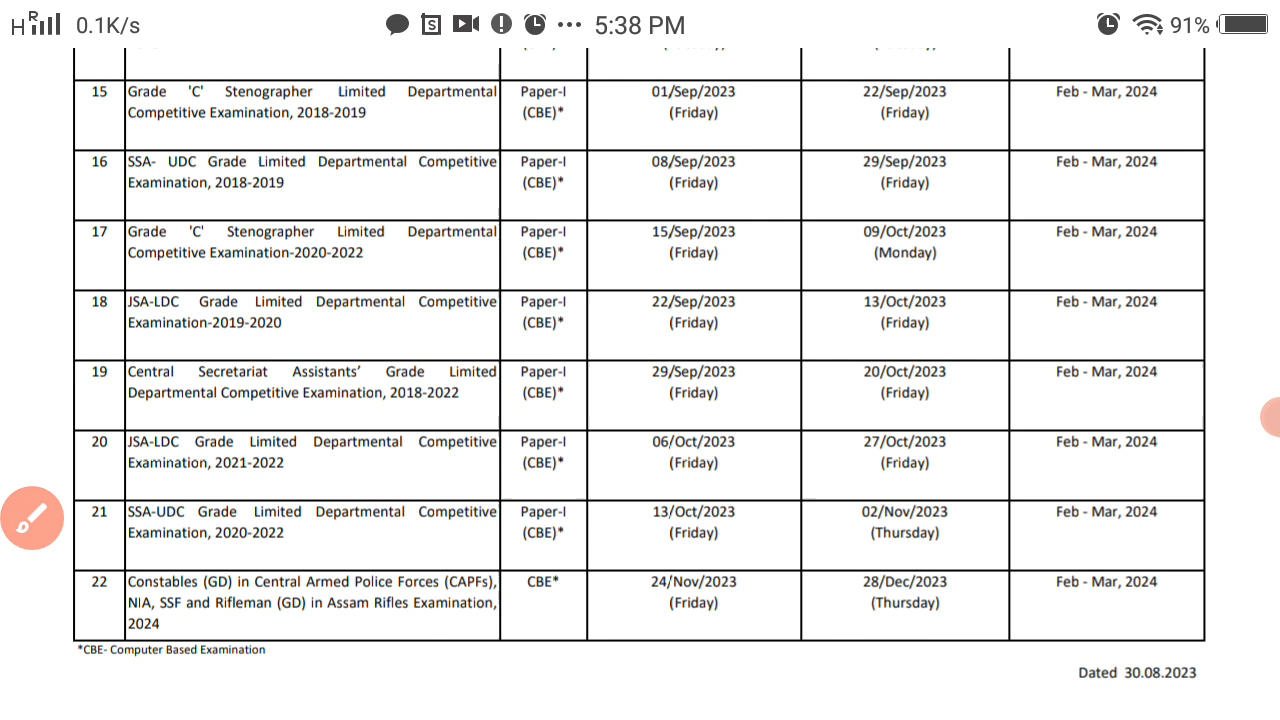 HR 0.1K/s S 5:38 PM 91%
15 Grade 'C' Stenographer Limited Departmental Paper-I 01/Sep/2023 22/Sep/2023 Feb - Mar, 2024
Competitive Examination, 2018-2019 (CBE)* (Friday) (Friday)
16 SSA- UDC Grade Limited Departmental Competitive Paper-I 08/Sep/2023 29/Sep/2023 Feb - Mar, 2024
Examination, 2018-2019 (CBE)* (Friday) (Friday)
17 Grade 'C' Stenographer Limited Departmental Paper-I 15/Sep/2023 09/Oct/2023 Feb - Mar, 2024
Competitive Examination-2020-2022 (CBE)* (Friday) (Monday)
18 JSA-LDC Grade Limited Departmental Competitive Paper-I 22/Sep/2023 13/Oct/2023 Feb - Mar, 2024
Examination-2019-2020 (CBE)* (Friday) (Friday)
19 Central Secretariat Assistants’ Grade Limited Paper-I 29/Sep/2023 20/Oct/2023 Feb - Mar, 2024
Departmental Competitive Examination, 2018-2022 (CBE)* (Friday) (Friday)
20 JSA-LDC Grade Limited Departmental Competitive Paper-I 06/Oct/2023 27/Oct/2023 Feb - Mar, 2024
Examination, 2021-2022 (CBE)* (Friday) (Friday)
21 SSA-UDC Grade Limited Departmental Competitive Paper-I 13/Oct/2023 02/Nov/2023 Feb - Mar, 2024
Examination, 2020-2022 (CBE)* (Friday) (Thursday)
22 Constables (GD) in Central Armed Police Forces (CAPFs), CBE* 24/Nov/2023 28/Dec/2023 Feb - Mar, 2024
NIA, SSF and Rifleman (GD) in Assam Rifles Examination, (Friday) (Thursday)
2024
*CBE- Computer Based Examination
Dated 30.08.2023